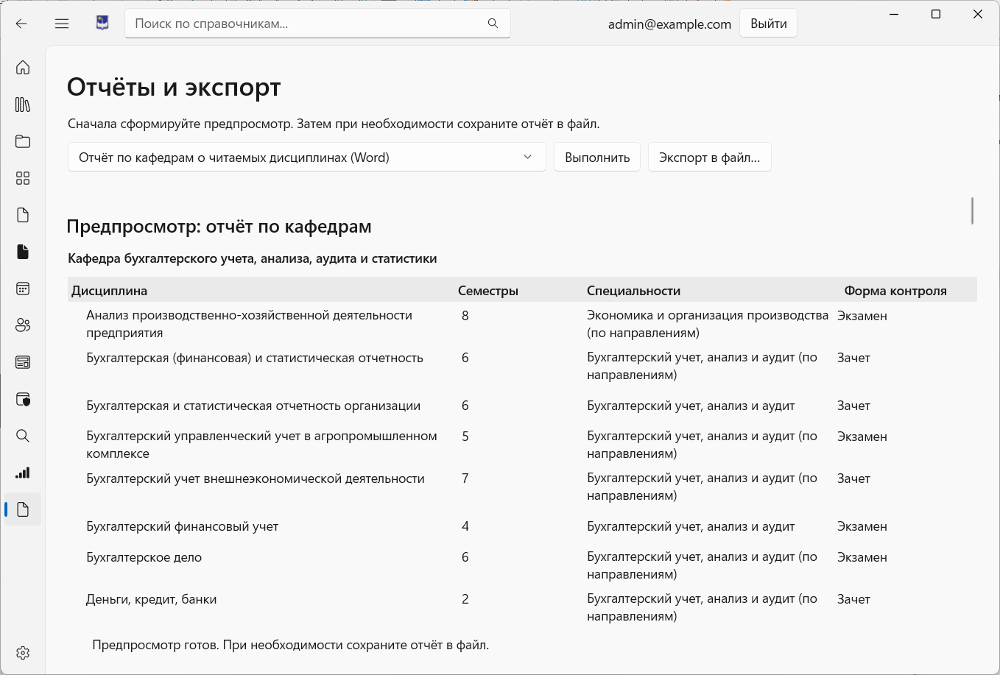 Поиск по справочникам...
admin@example.com
Выйти
Отчёты и экспорт
Сначала сформируйте предпросмотр. Затем при необходимости сохраните отчёт в файл.
Отчёт по кафедрам о читаемых дисциплинах (Word)
Выполнить
Экспорт в файл...
Предпросмотр: отчёт по кафедрам
Кафедра бухгалтерского учета, анализа, аудита и статистики
Дисциплина Семестры Специальности Форма контроля
Анализ производственно-хозяйственной деятельности 8 Экономика и организация производства Экзамен
предприятия (по направлениям)
Бухгалтерская (финансовая) и статистическая отчетность 6 Бухгалтерский учет, анализ и аудит (по Зачет
направлениям)
Бухгалтерская и статистическая отчетность организации 6 Бухгалтерский учет, анализ и аудит Зачет
Бухгалтерский управленческий учет в агропромышленном 5 Бухгалтерский учет, анализ и аудит (по Экзамен
комплексе направлениям)
Бухгалтерский учет внешнеэкономической деятельности 7 Бухгалтерский учет, анализ и аудит (по Зачет
направлениям)
Бухгалтерский финансовый учет 4 Бухгалтерский учет, анализ и аудит Экзамен
Бухгалтерское дело 6 Бухгалтерский учет, анализ и аудит (по Экзамен
направлениям)
Деньги, кредит, банки 2 Бухгалтерский учет, анализ и аудит (по Зачет
направлениям)
Предпросмотр готов. При необходимости сохраните отчёт в файл.